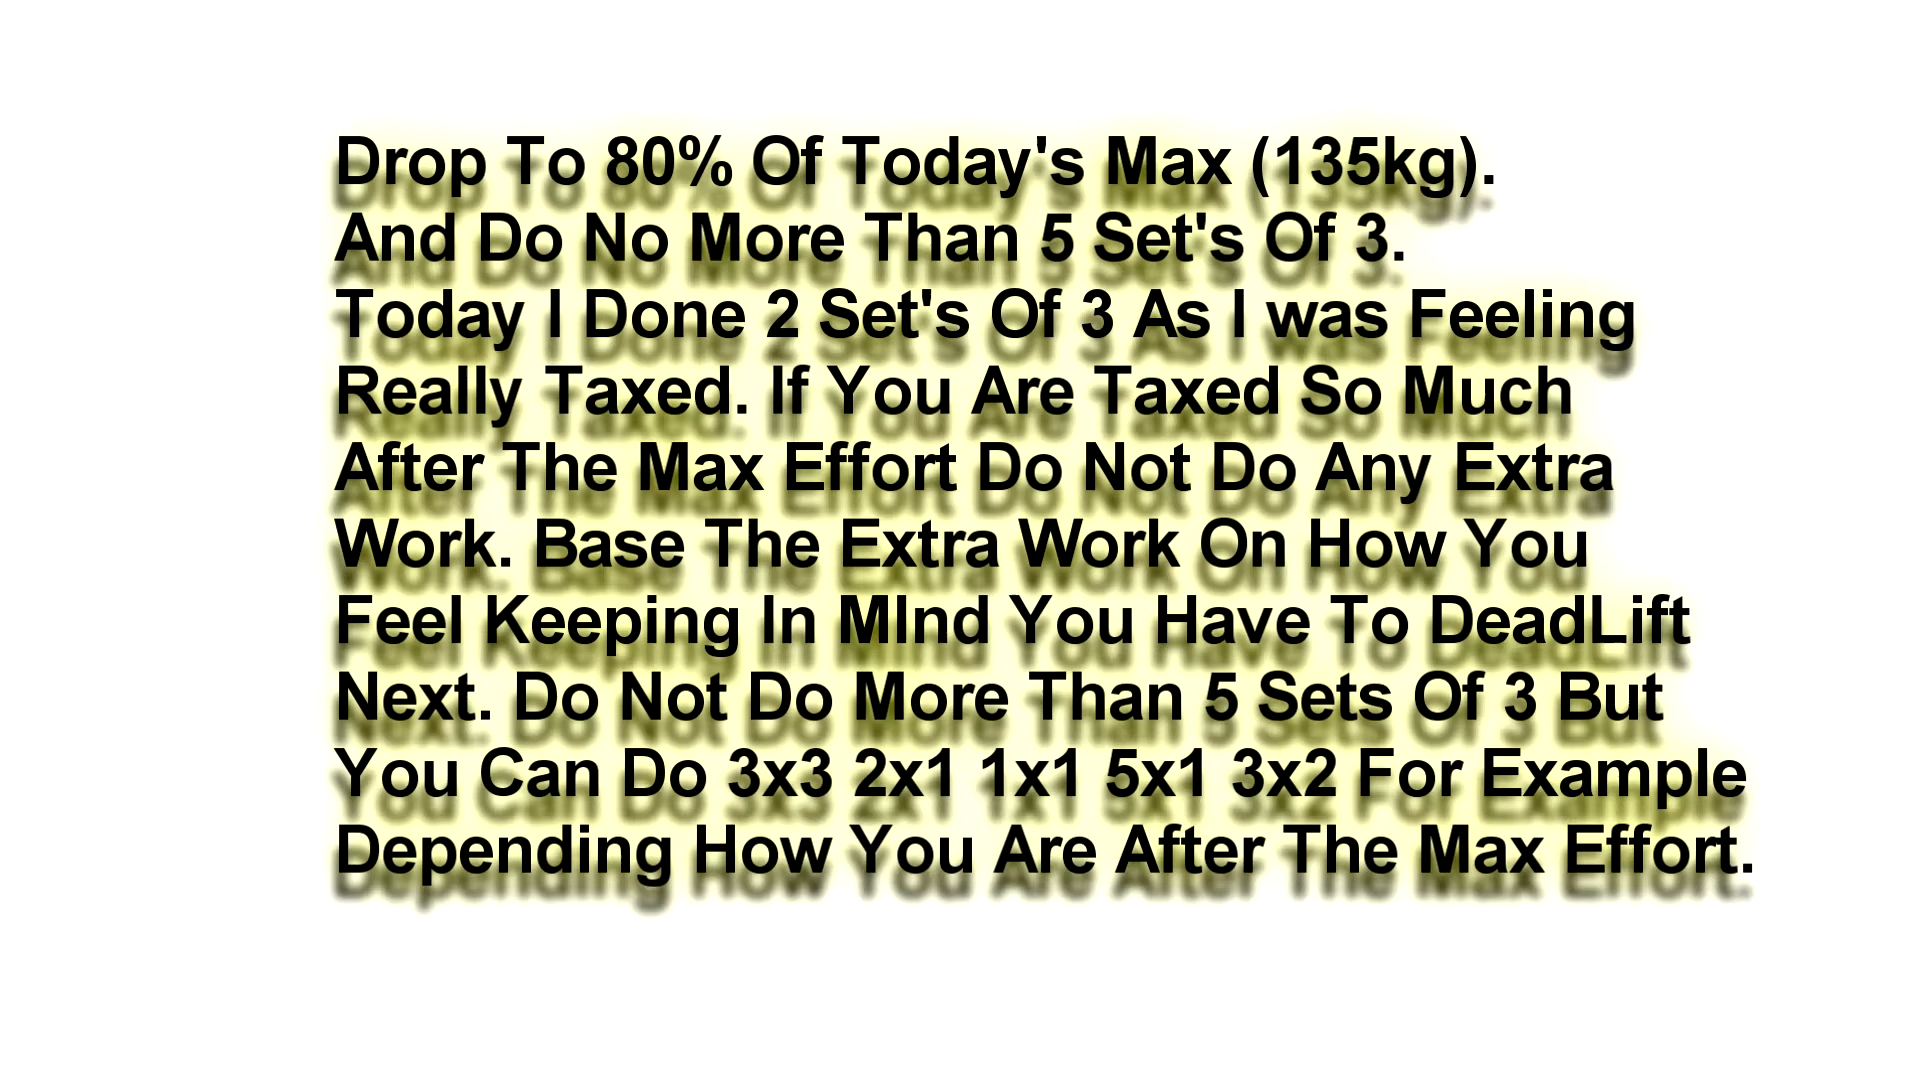 Drop To 80% Of Today's Max (135kg).
And Do No More Than 5 Set's Of 3.
Today I Done 2 Set's Of 3 As I was Feeling
Really Taxed. If You Are Taxed So Much
After The Max Effort Do Not Do Any Extra
Work. Base The Extra Work On How You
Feel Keeping In MInd You Have To DeadLift
Next. Do Not Do More Than 5 Sets Of 3 But
You Can Do 3x3 2x1 1x1 5x1 3x2 For Example
Depending How You Are After The Max Effort.